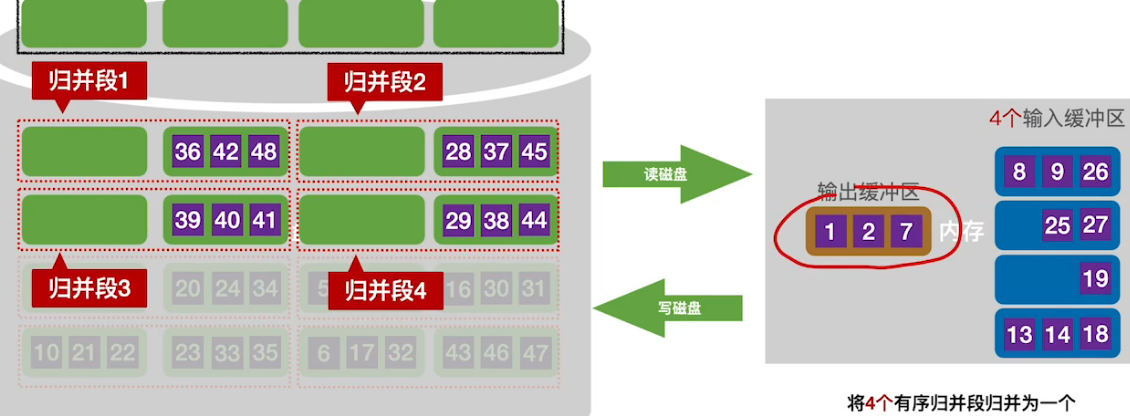 归并段1
归并段2
36 42 48
28 37 45
39 40 41
29 38 44
归并段3
归并段4
20 24 34
5
16 30 31
10 21 22
23 33 35
6 17 32
43 46 47
读磁盘
写磁盘
4个输入缓冲区
输出缓冲区
1 2 7
内存
8 9 26
25 27
19
13 14 18
将4个有序归并段归并为一个